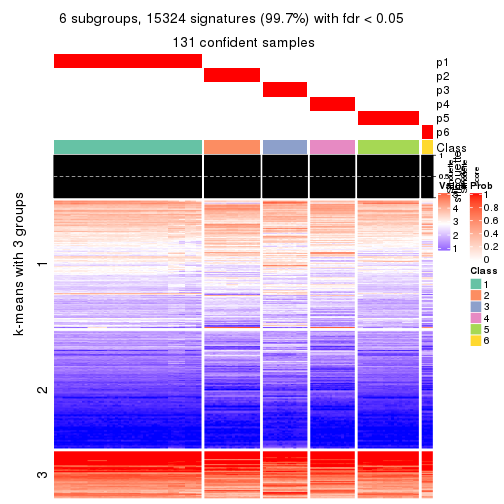 6 subgroups, 15324 signatures (99.7%) with fdr < 0.05
131 confident samples
p1
p2
p3
p4
p5
p6
Class
1
0.5
Silhouette
score
k-means with 3 groups
1
2
3
Value
4
3
2
1
Prob
1
0.8
0.6
0.4
0.2
0
Class
1
2
3
4
5
6